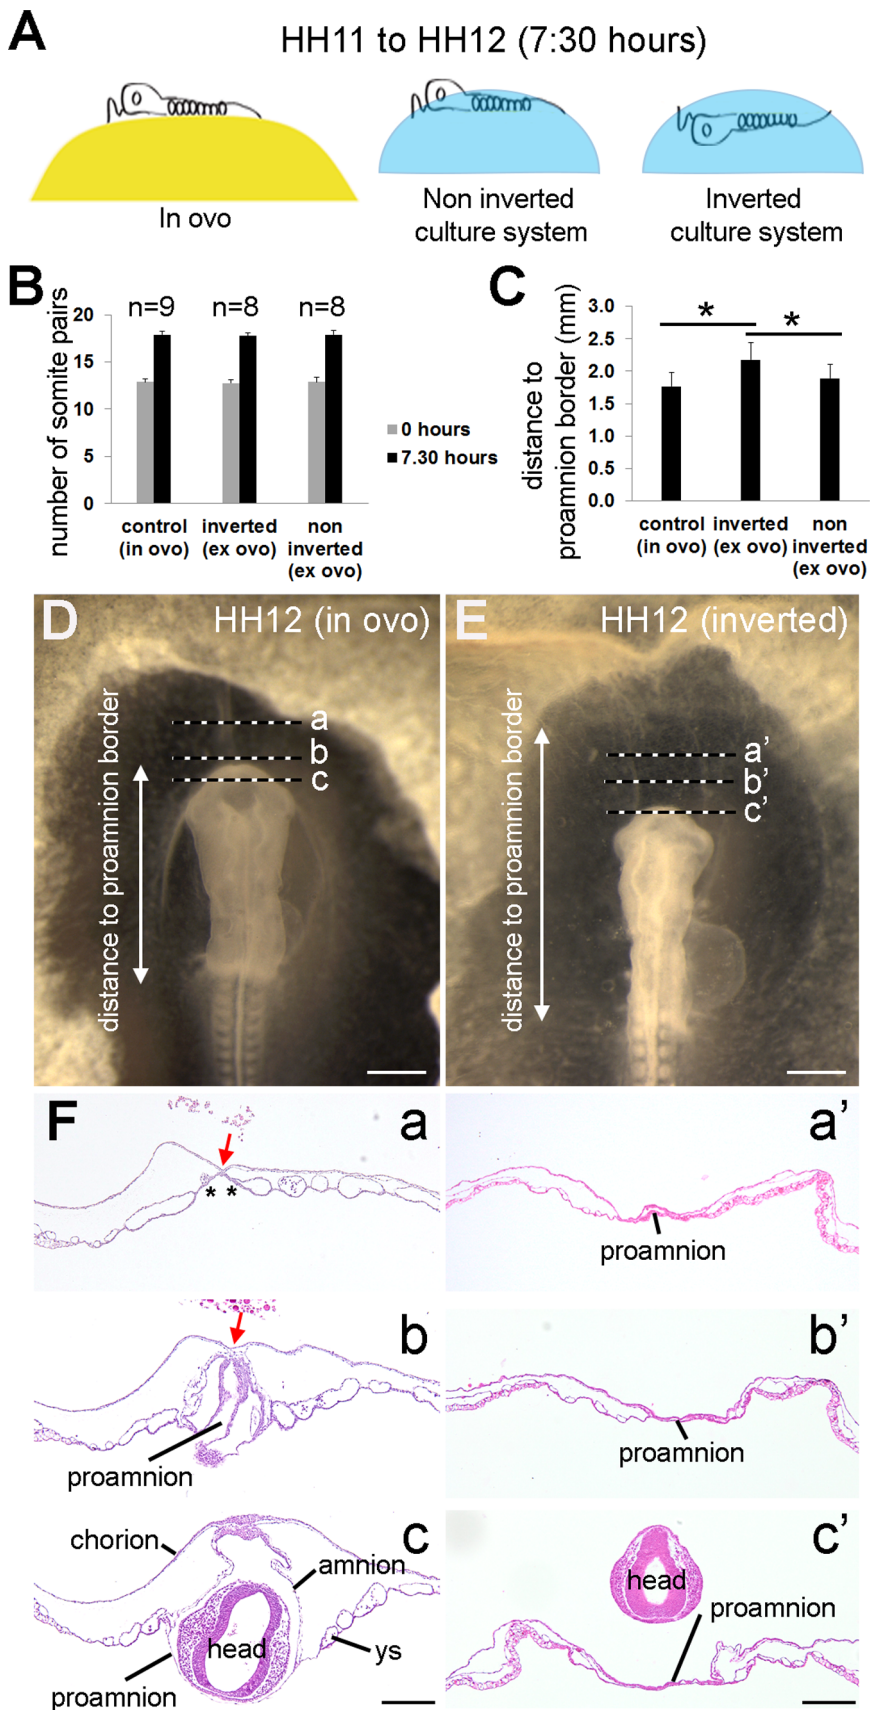 A
HH11 to HH12 (7:30 hours)
In ovo
Non inverted
culture system
Inverted
culture system
B
number of somite pairs
20
15
10
5
0
n=9
n=8
n=8
control
(in ovo)
inverted
(ex ovo)
non
inverted
(ex ovo)
0 hours
7.30 hours
C
distance to
proamnion border (mm)
3.0
2.5
2.0
1.5
1.0
0.5
0.0
*
*
control
(in ovo)
inverted
(ex ovo)
non
inverted
(ex ovo)
D
HH12 (in ovo)
distance to proamnion border
a
b
c
E
HH12 (inverted)
distance to proamnion border
a’
b’
c’
F
a
* *
a’
proamnion
b
proamnion
b’
proamnion
c
chorion
amnion
head
ys
proamnion
c’
head
proamnion